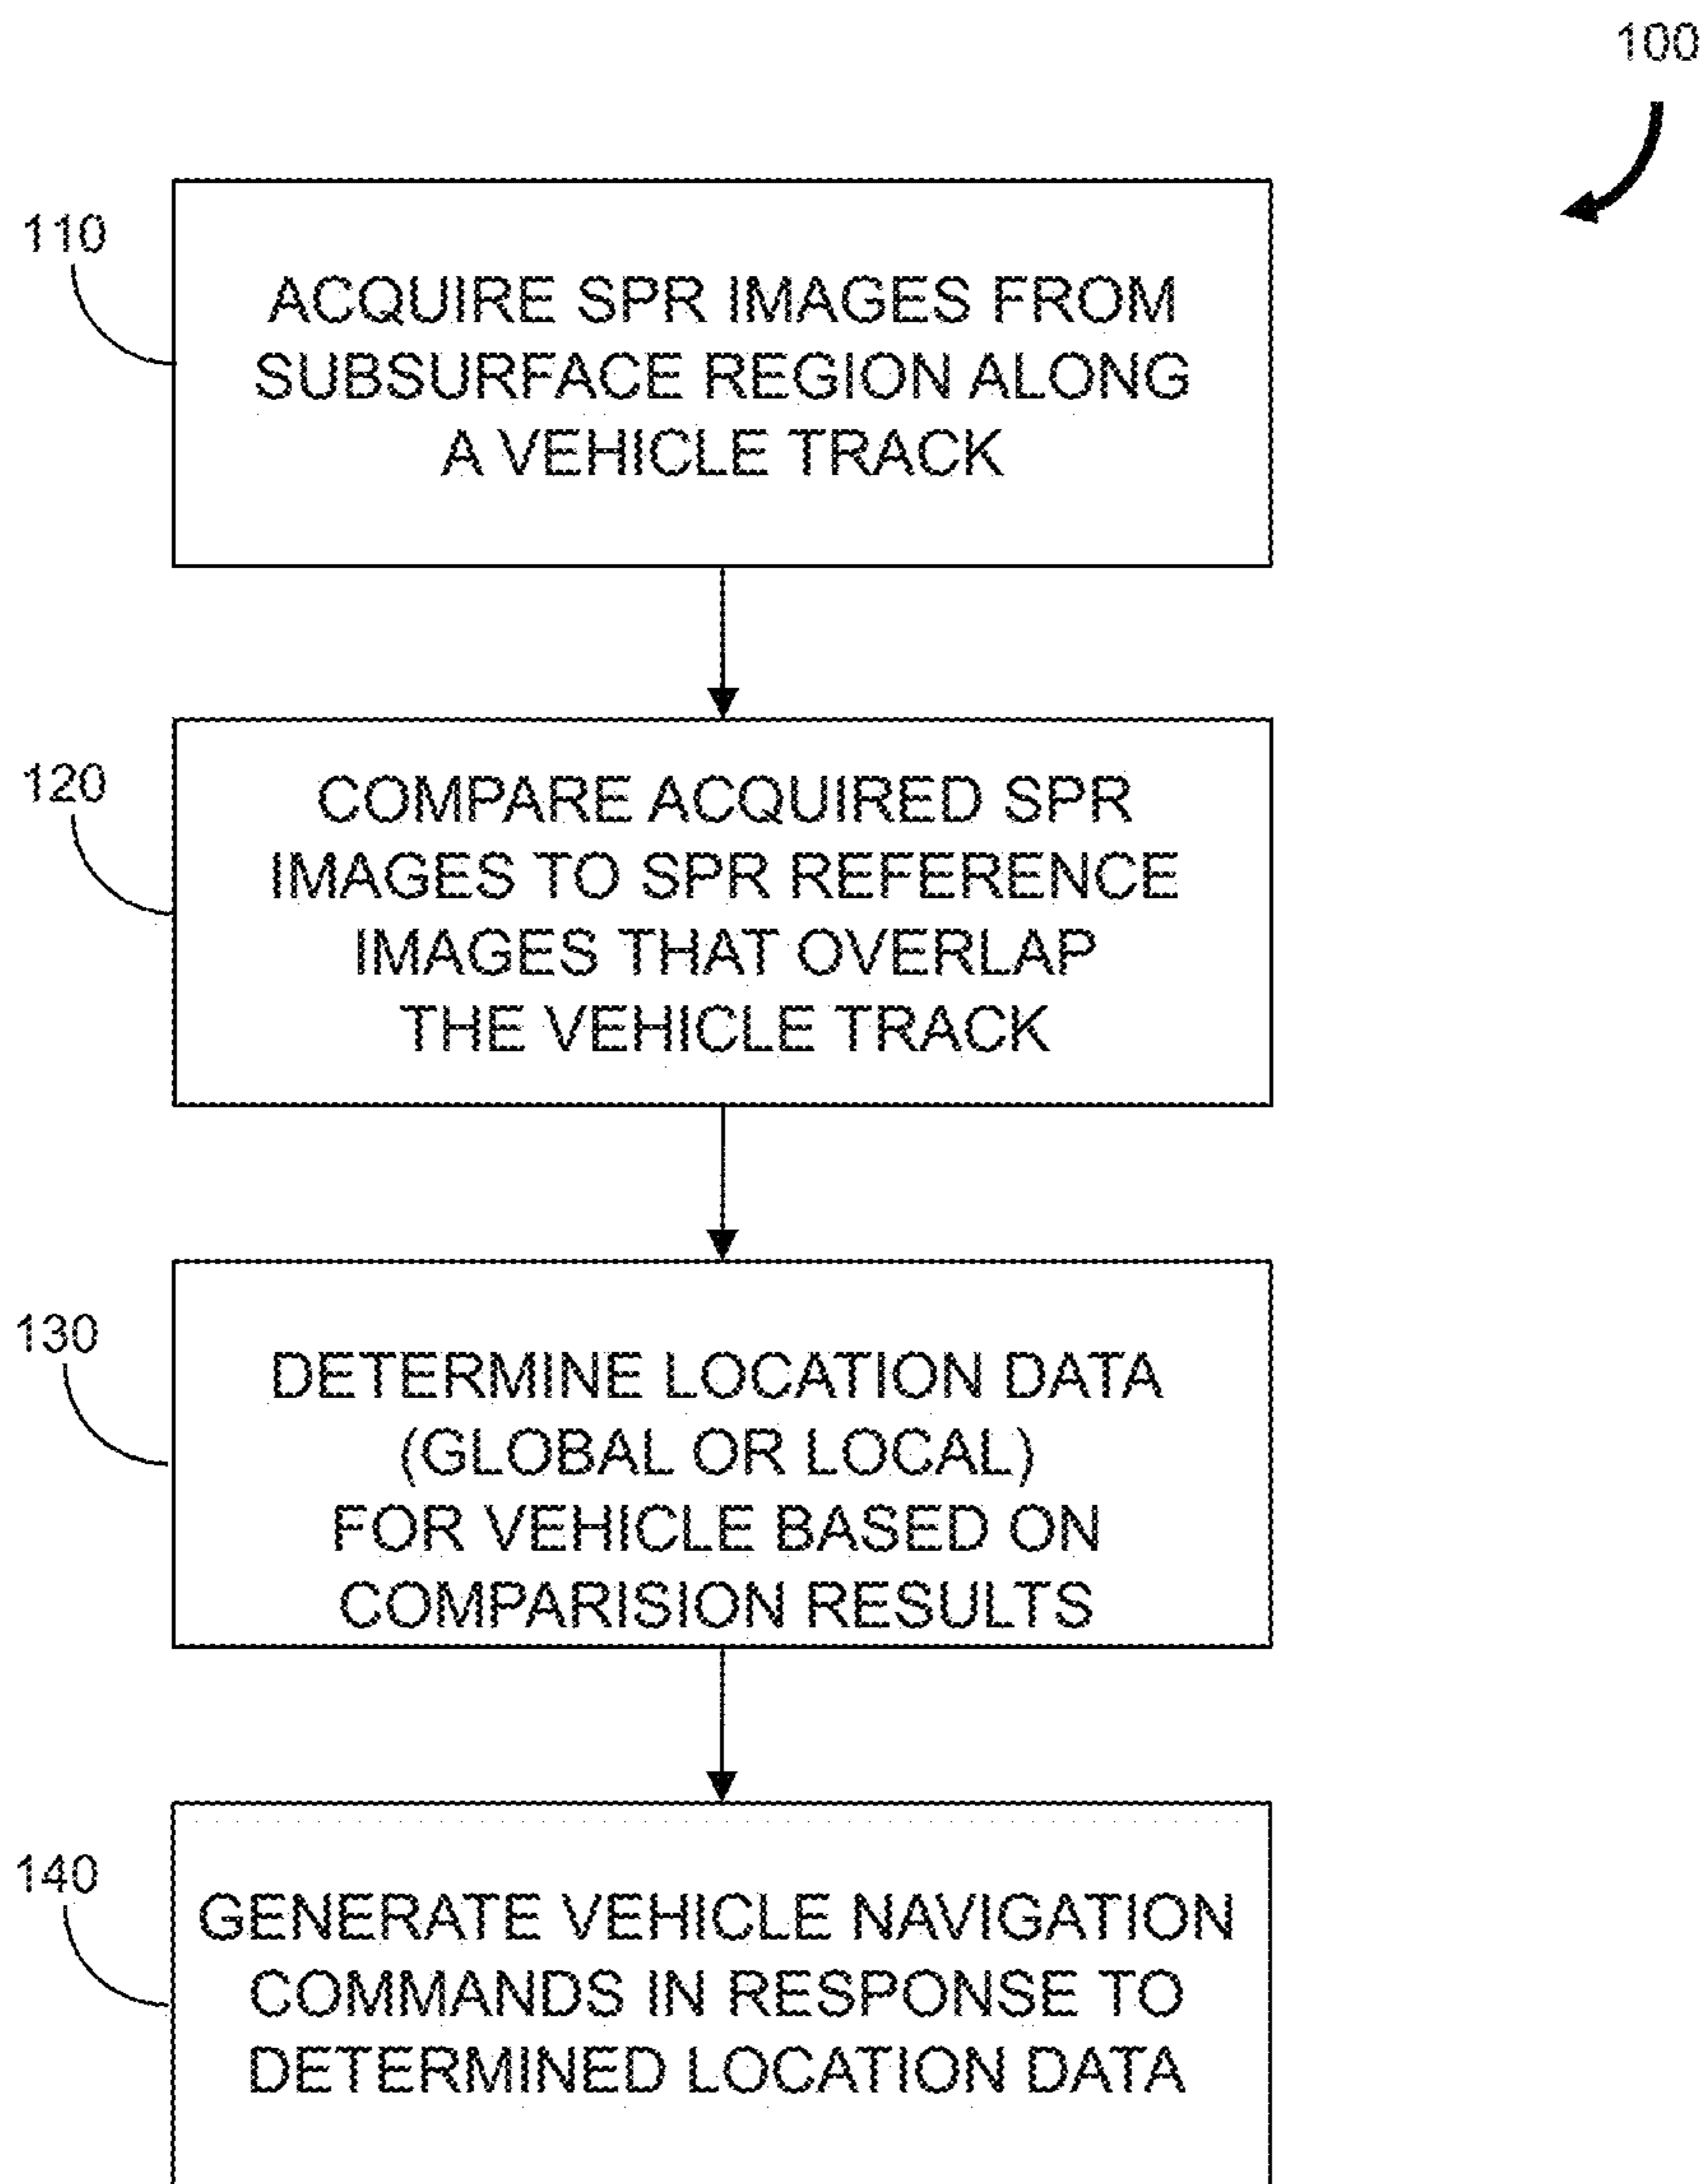 100
110
ACQUIRE SPR IMAGES FROM
SUBSURFACE REGION ALONG
A VEHICLE TRACK
120
COMPARE ACQUIRED SPR
IMAGES TO SPR REFERENCE
IMAGES THAT OVERLAP
THE VEHICLE TRACK
130
DETERMINE LOCATION DATA
(GLOBAL OR LOCAL)
FOR VEHICLE BASED ON
COMPARISION RESULTS
140
GENERATE VEHICLE NAVIGATION
COMMANDS IN RESPONSE TO
DETERMINED LOCATION DATA